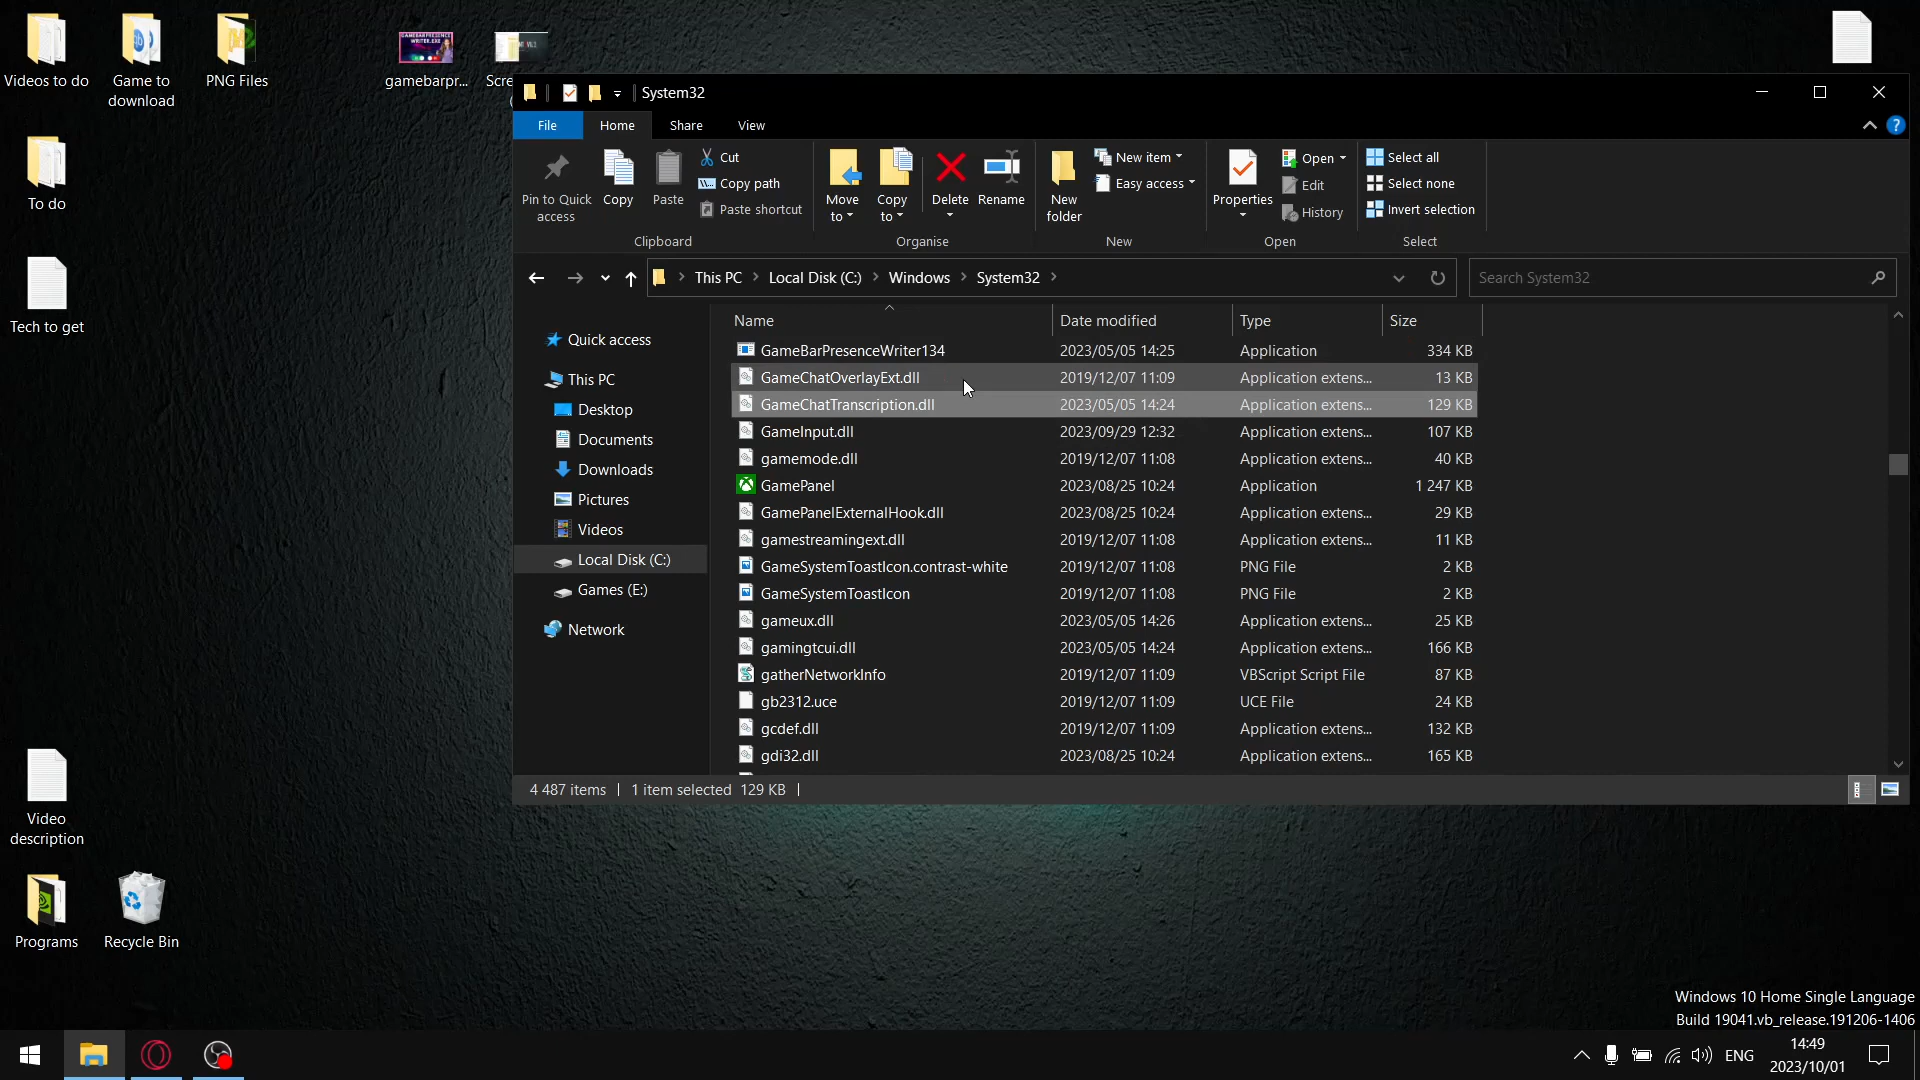 Videos to do
Game to
download
PNG Files
gamebarpr...
Scre
To do
Tech to get
Video
description
Programs
Recycle Bin
System32
File
Home
Share
View
Pin to Quick
access
Copy
Paste
Cut
Copy path
Paste shortcut
Clipboard
Move
to
Copy
to
Delete
Rename
Organise
New
folder
New item
Easy access
New
Properties
Open
Edit
History
Open
Select all
Select none
Invert selection
Select
This PC > Local Disk (C:) > Windows > System32 >
Search System32
Quick access
This PC
Desktop
Documents
Downloads
Pictures
Videos
Local Disk (C:)
Games (E:)
Network
Name Date modified Type Size
GameBarPresenceWriter134 2023/05/05 14:25 Application 334 KB
GameChatOverlayExt.dll 2019/12/07 11:09 Application extens... 13 KB
GameChatTranscription.dll 2023/05/05 14:24 Application extens... 129 KB
GameInput.dll 2023/09/29 12:32 Application extens... 107 KB
gamemode.dll 2019/12/07 11:08 Application extens... 40 KB
GamePanel 2023/08/25 10:24 Application 1 247 KB
GamePanelExternalHook.dll 2023/08/25 10:24 Application extens... 29 KB
gamestreamingext.dll 2019/12/07 11:08 Application extens... 11 KB
GameSystemToastIcon.contrast-white 2019/12/07 11:08 PNG File 2 KB
GameSystemToastIcon 2019/12/07 11:08 PNG File 2 KB
gameux.dll 2023/05/05 14:26 Application extens... 25 KB
gamingtcui.dll 2023/05/05 14:24 Application extens... 166 KB
gatherNetworkInfo 2019/12/07 11:09 VBScript Script File 87 KB
gb2312.uce 2019/12/07 11:09 UCE File 24 KB
gcdef.dll 2019/12/07 11:09 Application extens... 132 KB
gdi32.dll 2023/08/25 10:24 Application extens... 165 KB
4 487 items | 1 item selected 129 KB |
Windows 10 Home Single Language
Build 19041.vb_release.191206-1406
ENG
14:49
2023/10/01